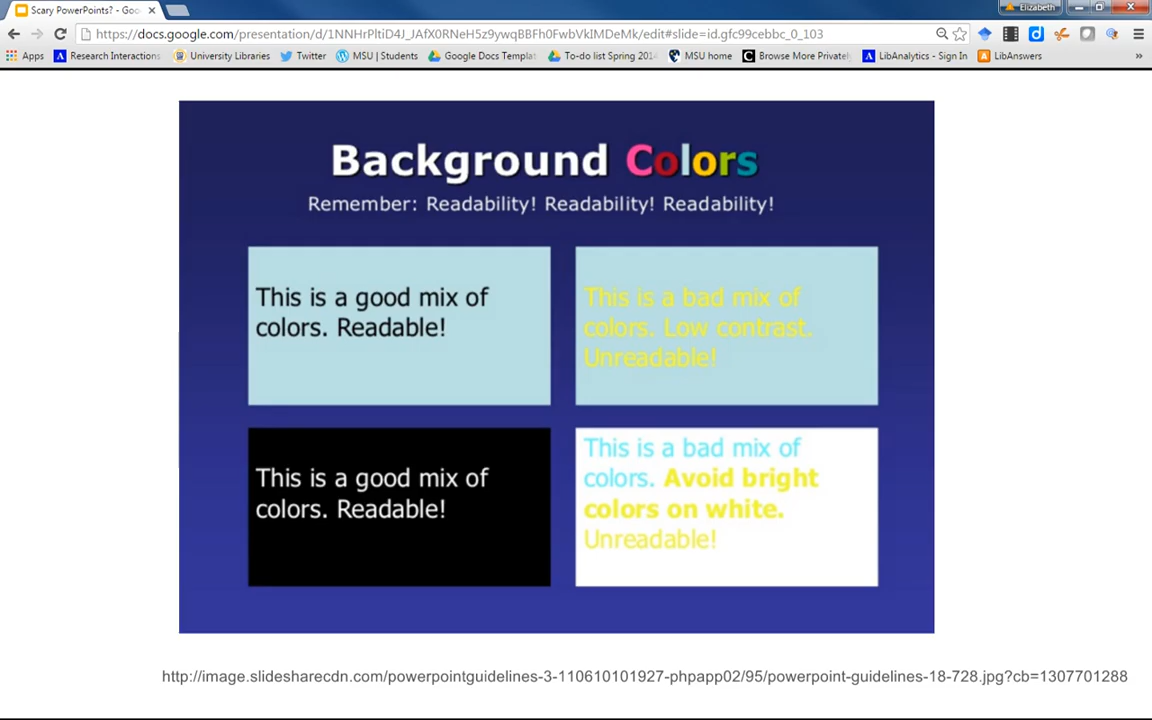 Scary PowerPoints? - Goo
Elizabeth
https://docs.google.com/presentation/d/1NNHrPltiD4J_JAfX0RNeH5z9ywqBBFh0FwbVkIMDeMk/edit#slide=id.gfc99cebbc_0_103
Apps Research Interactions University Libraries Twitter MSU | Students Google Docs Templat To-do list Spring 2014 MSU home Browse More Privately LibAnalytics - Sign In LibAnswers »
Background Colors
Remember: Readability! Readability! Readability!
This is a good mix of
colors. Readable!
This is a bad mix of
colors. Low contrast.
Unreadable!
This is a good mix of
colors. Readable!
This is a bad mix of
colors. Avoid bright
colors on white.
Unreadable!
http://image.slidesharecdn.com/powerpointguidelines-3-110610101927-phpapp02/95/powerpoint-guidelines-18-728.jpg?cb=1307701288